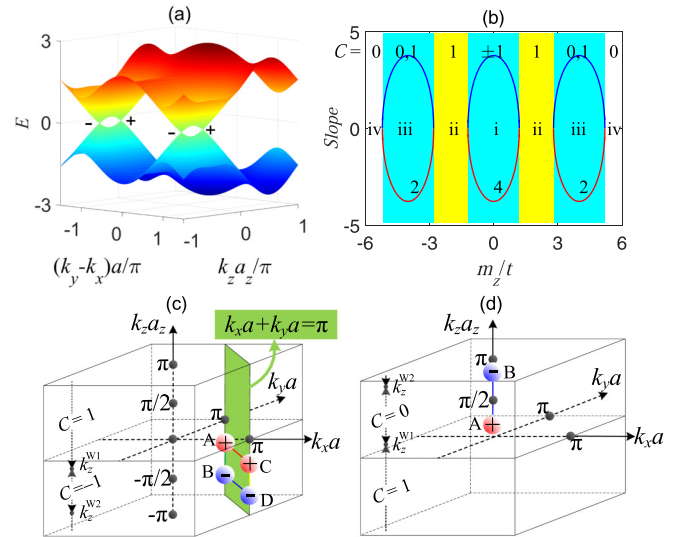 (a)
3
0
-3
E
- +
- +
-1
0
1
-1
0
1
(k_y-k_x)a/π
k_z a_z/π
(b)
5
0
-5
Slope
C = 0 0,1 1 ±1 1 0,1 0
iv iii ii i ii iii iv
2 4 2
-6 -3 0 3 6
m_z/t
(c)
k_z a_z
k_x a+k_y a=π
π
π/2
-π/2
-π
π
π
k_y a
k_x a
A +
+ C
B -
- D
C = 1
k_z^W1
C = -1
k_z^W2
(d)
k_z a_z
π
- B
π/2
A +
k_y a
π
π
k_x a
k_z^W2
C = 0
k_z^W1
C = 1